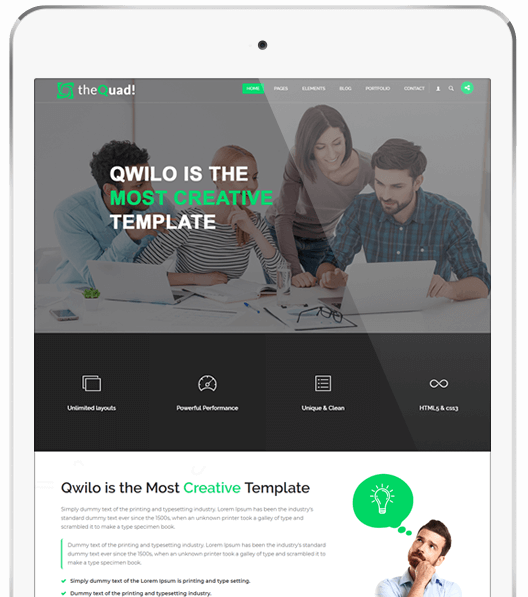 theQuad!
HOME PAGES ELEMENTS BLOG PORTFOLIO CONTACT
QWILO IS THE
MOST CREATIVE
TEMPLATE
Unlimited layouts
Powerful Performance
Unique & Clean
HTML5 & css3
Qwilo is the Most Creative Template
Simply dummy text of the printing and typesetting industry. Lorem Ipsum has been the industry's
standard dummy text ever since the 1500s, when an unknown printer took a galley of type and
scrambled it to make a type specimen book.
dummy text of the printing and typesetting industry. Lorem Ipsum has been the industry's
dummy text ever since the 1500s, when an unknown printer took a galley of type and
scrambled it to make a type specimen book.
Simply dummy text of the Lorem Ipsum is printing and type setting.
Dummy text of the printing and typesetting industry.